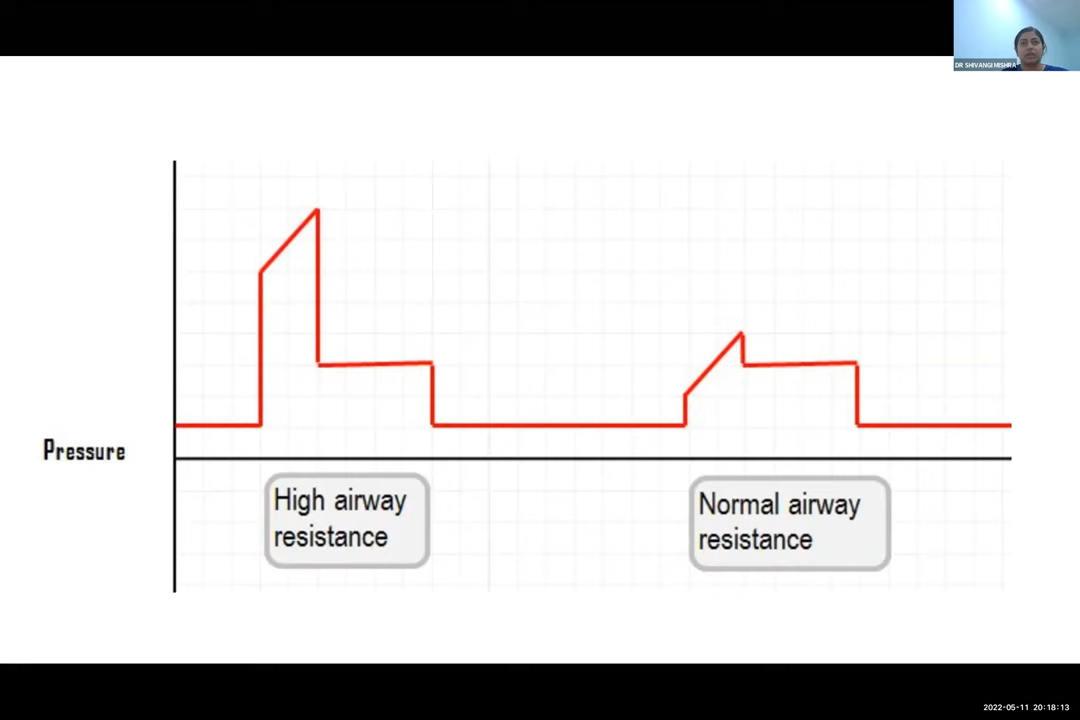 DR SHIVANGI MISHRA
Pressure
High airway
resistance
Normal airway
resistance
2022-05-11 20:18:13